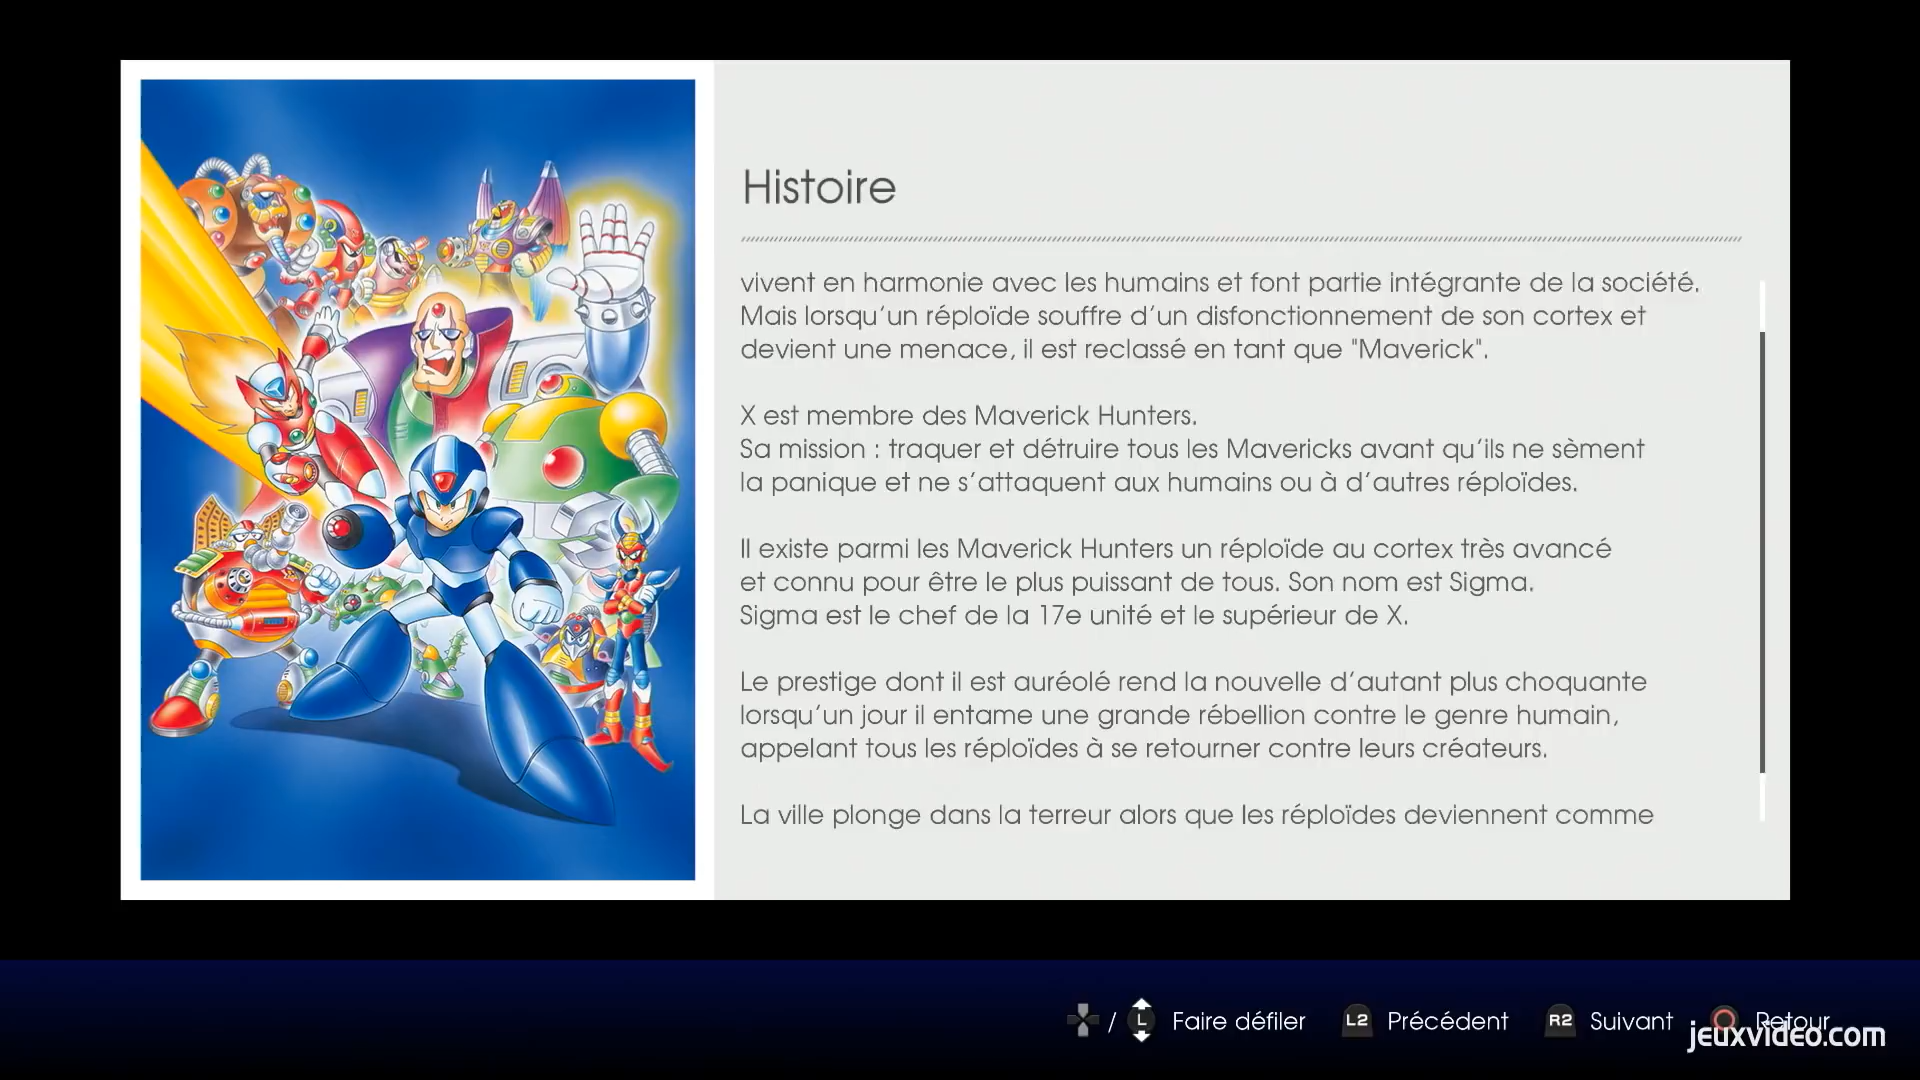 Histoire
vivent en harmonie avec les humains et font partie intégrante de la société.
Mais lorsqu'un réploïde souffre d'un disfonctionnement de son cortex et
devient une menace, il est reclassé en tant que "Maverick".
X est membre des Maverick Hunters.
Sa mission : traquer et détruire tous les Mavericks avant qu'ils ne sèment
la panique et ne s'attaquent aux humains ou à d'autres réploïdes.
Il existe parmi les Maverick Hunters un réploïde au cortex très avancé
et connu pour être le plus puissant de tous. Son nom est Sigma.
Sigma est le chef de la 17e unité et le supérieur de X.
Le prestige dont il est auréolé rend la nouvelle d'autant plus choquante
lorsqu'un jour il entame une grande rébellion contre le genre humain,
appelant tous les réploïdes à se retourner contre leurs créateurs.
La ville plonge dans la terreur alors que les réploïdes deviennent comme
/ L Faire défiler L2 Précédent R2 Suivant Retour
jeuxvideo.com